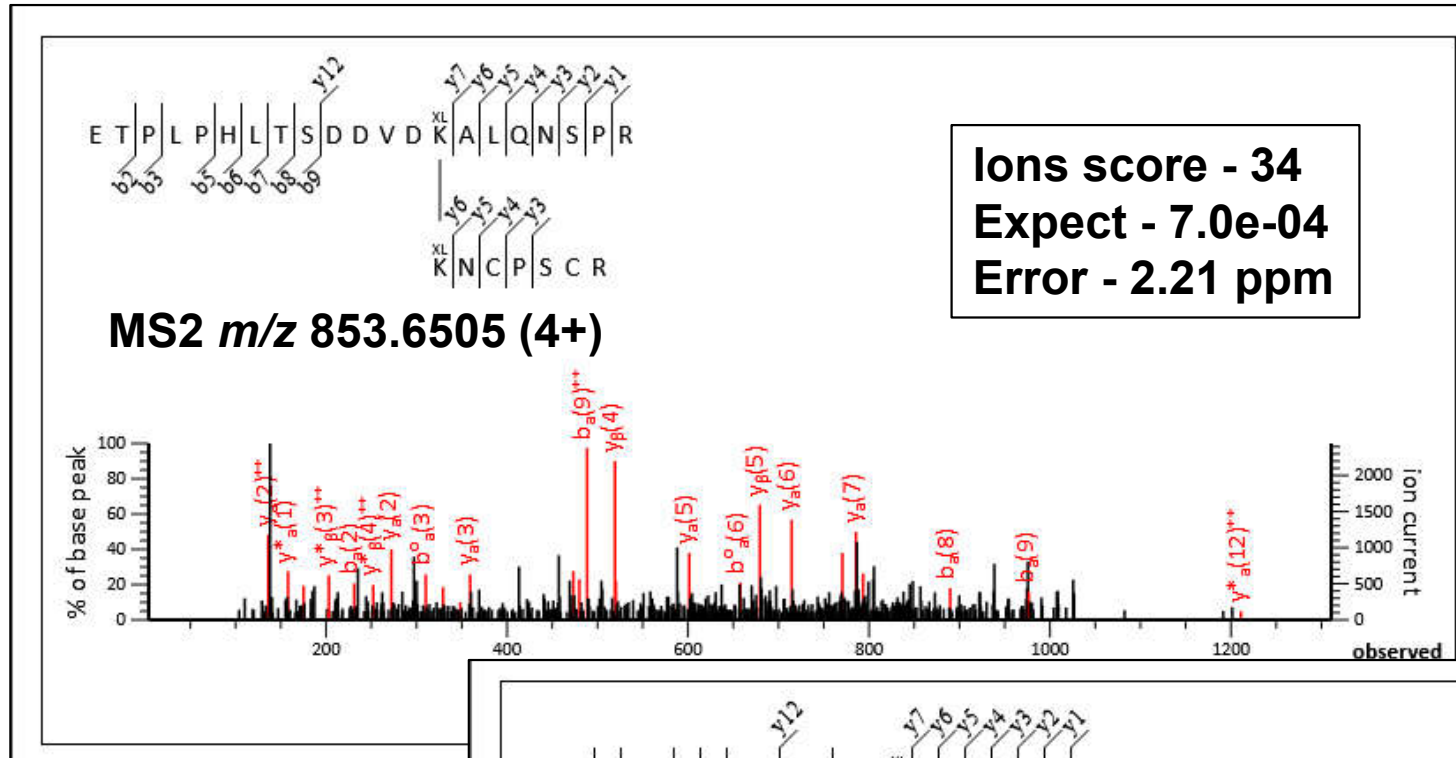 y12 y7 y6 y5 y4 y3 y2 y1
XL
E T P L P H L T S D D V D K A L Q N S P R
b2 b3 b5 b6 b7 b8 b9
y6 y5 y4 y3
XL
K N C P S C R
Ions score - 34
Expect - 7.0e-04
Error - 2.21 ppm
MS2 m/z 853.6505 (4+)
% of base peak
100
80
60
40
20
0
y*a(1)
y*β(3)++
ba(2)
y*β(4)++
ya(2)
b°a(3)
ya(3)
ba(9)++
yβ(4)
ya(5)
b°a(6)
yβ(5)
ya(6)
ya(7)
ba(8)
ba(9)
y*a(12)++
2000
1500
1000
500
0
ion current
200 400 600 800 1000 1200 observed
y12 y7 y6 y5 y4 y3 y2 y1